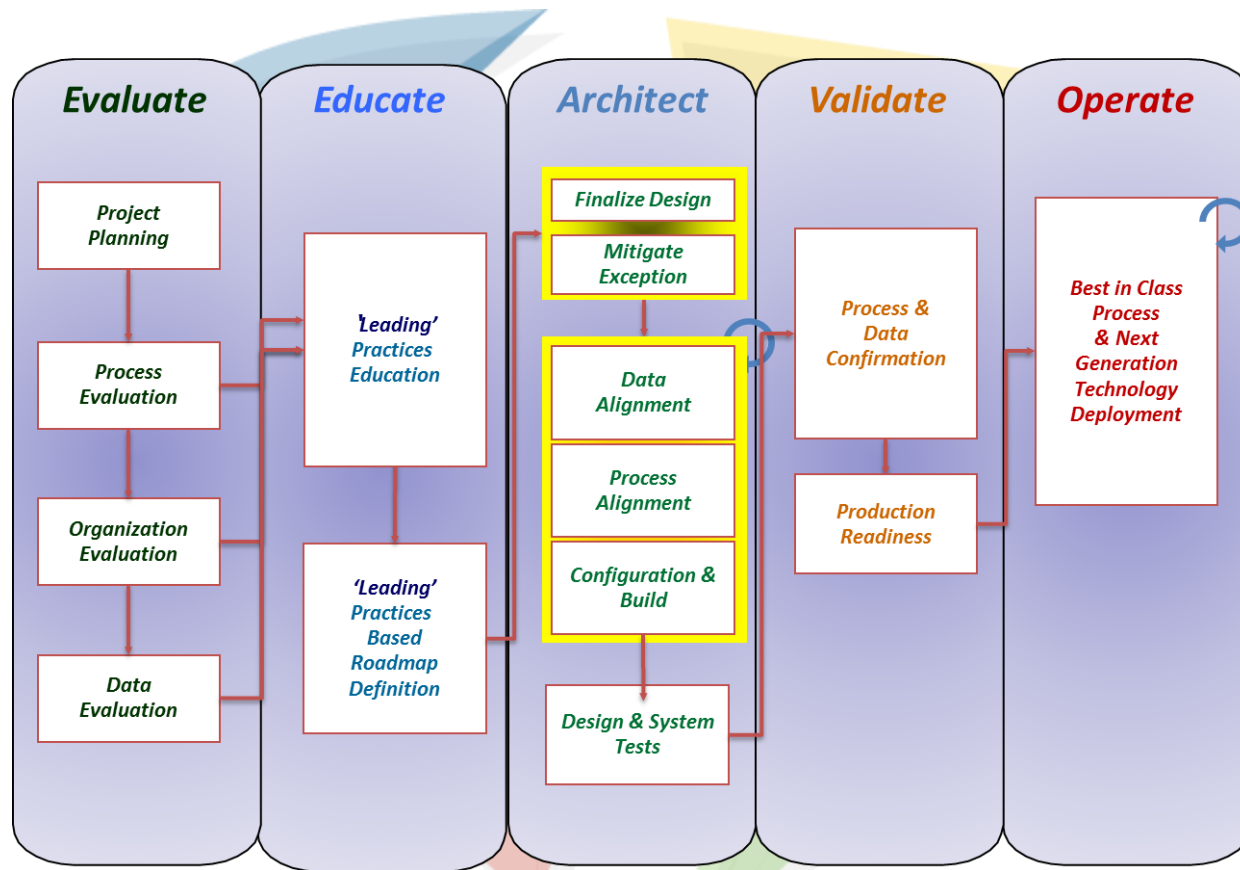 Evaluate
Educate
Architect
Validate
Operate
Project
Planning
Process
Evaluation
Organization
Evaluation
Data
Evaluation
'Leading’
Practices
Education
‘Leading’
Practices
Based
Roadmap
Definition
Finalize Design
Mitigate
Exception
Data
Alignment
Process
Alignment
Configuration &
Build
Design & System
Tests
Process &
Data
Confirmation
Production
Readiness
Best in Class
Process
& Next
Generation
Technology
Deployment